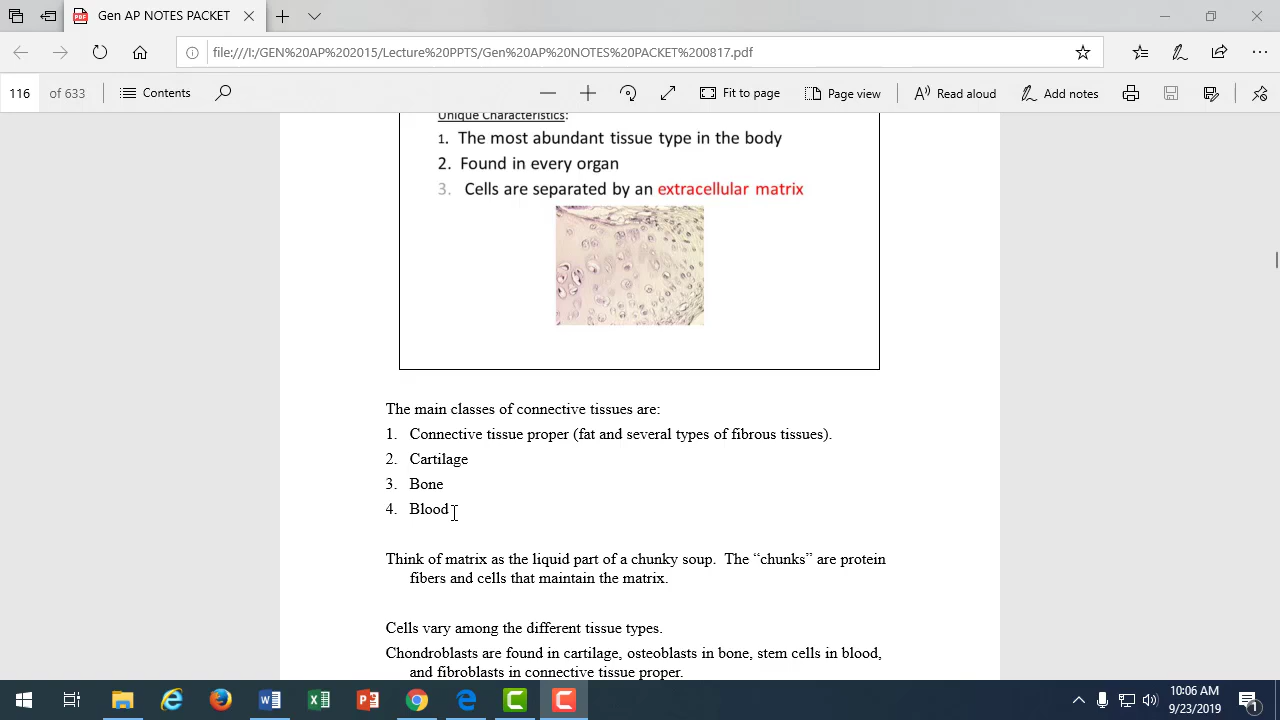 Gen AP NOTES PACKET
file:///I:/GEN%20AP%202015/Lecture%20PPTS/Gen%20AP%20NOTES%20PACKET%200817.pdf
116 of 633 Contents Fit to page Page view Read aloud Add notes
Unique Characteristics:
1. The most abundant tissue type in the body
2. Found in every organ
3. Cells are separated by an extracellular matrix
The main classes of connective tissues are:
1. Connective tissue proper (fat and several types of fibrous tissues).
2. Cartilage
3. Bone
4. Blood
Think of matrix as the liquid part of a chunky soup. The “chunks” are protein
fibers and cells that maintain the matrix.
Cells vary among the different tissue types.
Chondroblasts are found in cartilage, osteoblasts in bone, stem cells in blood,
and fibroblasts in connective tissue proper.
10:06 AM
9/23/2019